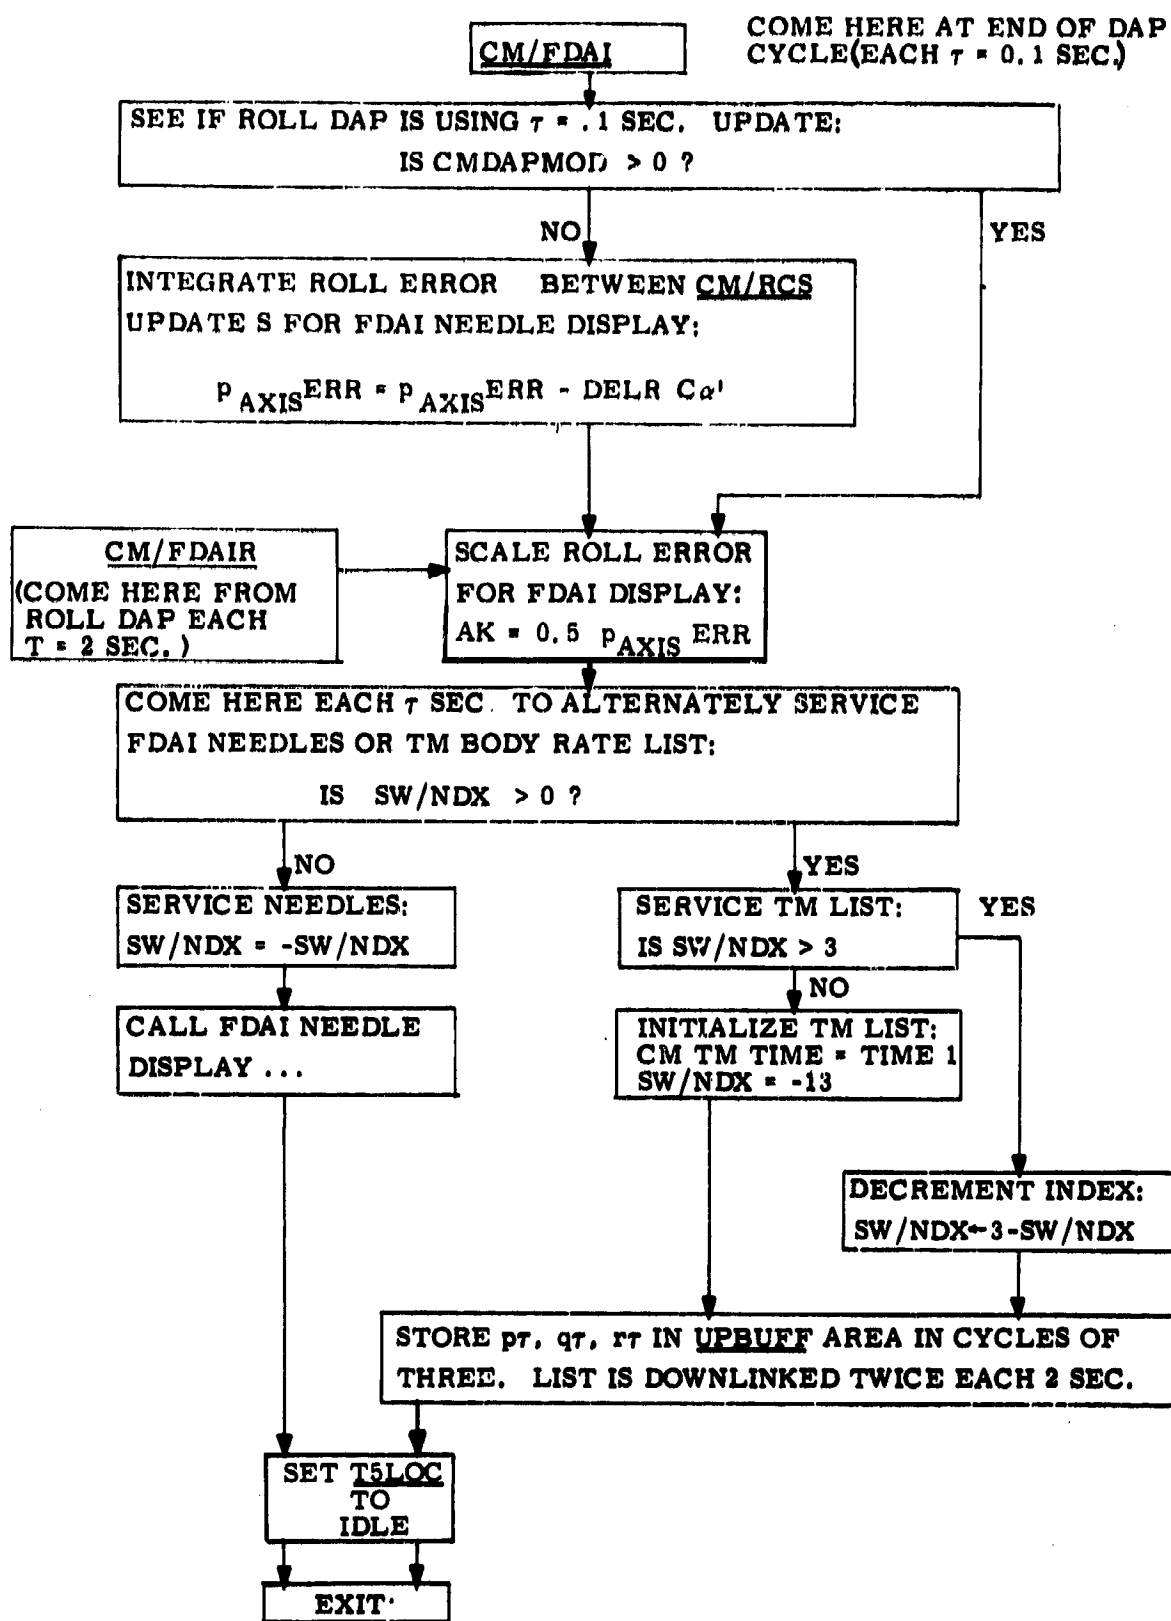 CM/FDAI
COME HERE AT END OF DAP
CYCLE(EACH τ = 0.1 SEC.)
SEE IF ROLL DAP IS USING τ = .1 SEC. UPDATE:
IS CMDAPMOD > 0 ?
NO
YES
INTEGRATE ROLL ERROR BETWEEN CM/RCS
UPDATE S FOR FDAI NEEDLE DISPLAY:
p AXIS ERR = p AXIS ERR - DELR Cα'
CM/FDAIR
(COME HERE FROM
ROLL DAP EACH
T = 2 SEC.)
SCALE ROLL ERROR
FOR FDAI DISPLAY:
AK = 0.5 p AXIS ERR
COME HERE EACH τ SEC. TO ALTERNATELY SERVICE
FDAI NEEDLES OR TM BODY RATE LIST:
IS SW/NDX > 0 ?
NO
YES
SERVICE NEEDLES:
SW/NDX = -SW/NDX
SERVICE TM LIST:
IS SW/NDX > 3
YES
NO
CALL FDAI NEEDLE
DISPLAY ...
INITIALIZE TM LIST:
CM TM TIME = TIME 1
SW/NDX = -13
DECREMENT INDEX:
SW/NDX←3-SW/NDX
STORE pτ, qτ, rτ IN UPBUFF AREA IN CYCLES OF
THREE. LIST IS DOWNLINKED TWICE EACH 2 SEC.
SET T5LOC
TO
IDLE
EXIT